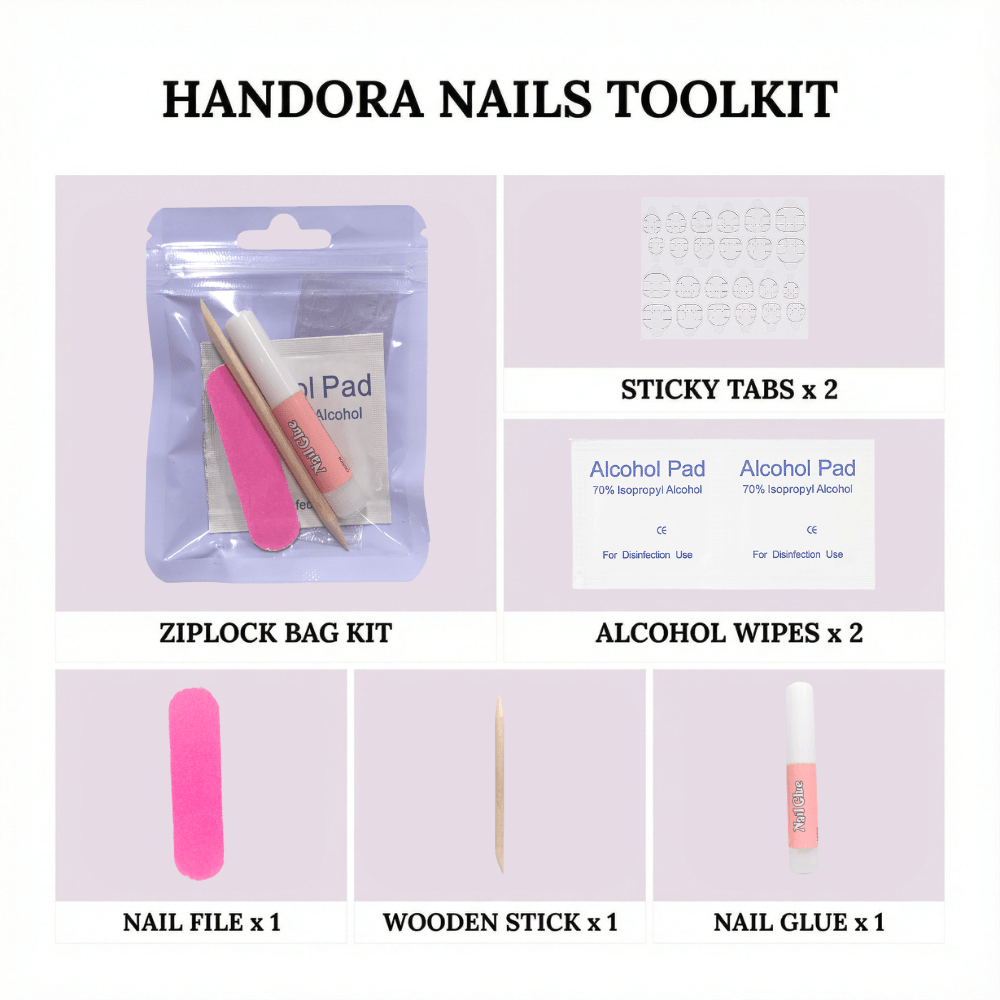 HANDORA NAILS TOOLKIT
ol Pad
Alcohol
Nail Glue
ZIPLOCK BAG KIT
STICKY TABS x 2
Alcohol Pad
70% Isopropyl Alcohol
CE
For Disinfection Use
Alcohol Pad
70% Isopropyl Alcohol
CE
For Disinfection Use
ALCOHOL WIPES x 2
NAIL FILE x 1
WOODEN STICK x 1
Nail Glue
NAIL GLUE x 1